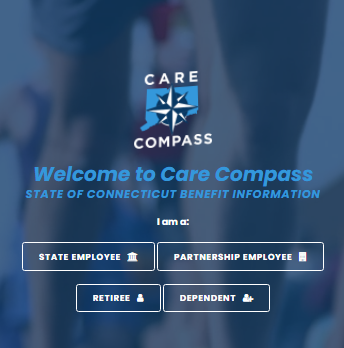 CARE
COMPASS
Welcome to Care Compass
STATE OF CONNECTICUT BENEFIT INFORMATION
I am a:
STATE EMPLOYEE
PARTNERSHIP EMPLOYEE
RETIREE
DEPENDENT